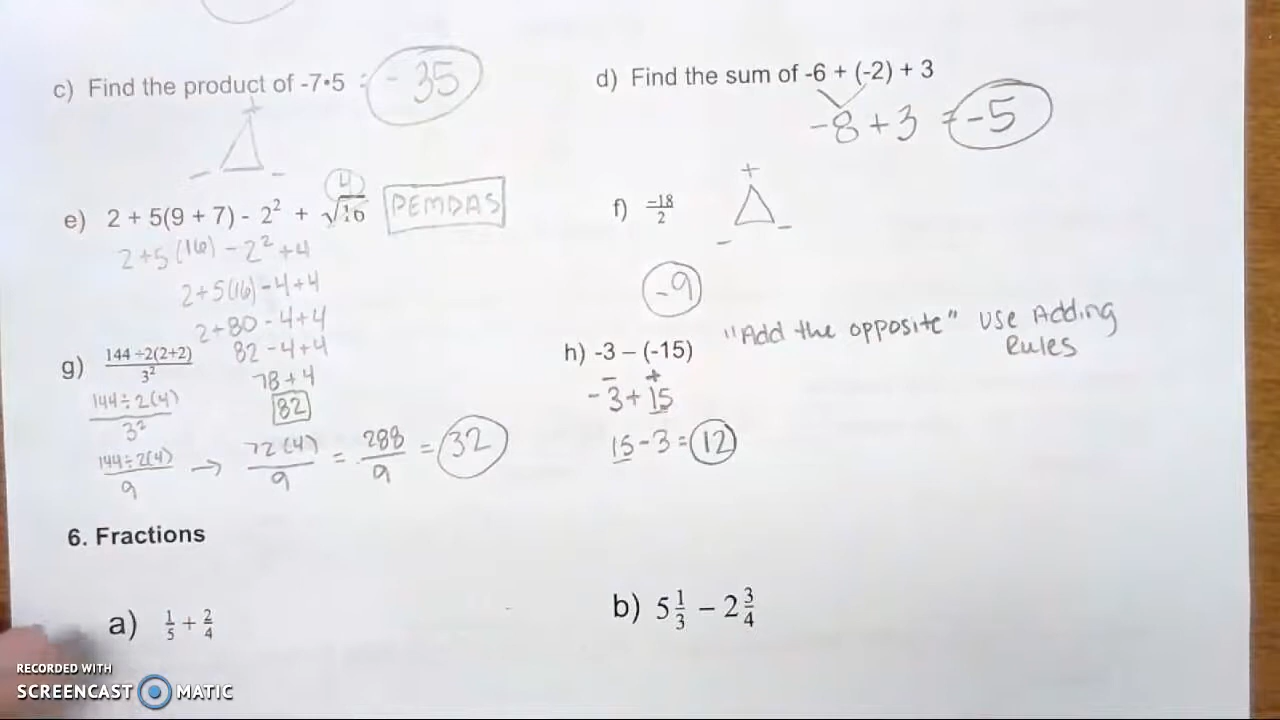 c) Find the product of -7•5 = -35
+
- -
d) Find the sum of -6 + (-2) + 3
-8 + 3 = -5
e) 2 + 5(9 + 7) - 2² + √16 4 PEMDAS
2+5(16) - 2² + 4
2+5(16) - 4+4
2+80 - 4+4
82 - 4+4
78 + 4
82
f) -18/2
+
- -
-9
g) 144 ÷2(2+2) / 3²
144÷2(4) / 3²
144÷2(4) / 9 → 72(4) / 9 = 288 / 9 = 32
h) -3 – (-15) "Add the opposite" Use Adding
Rules
- +
-3 + 15
15 - 3 = 12
6. Fractions
a) 1/5 + 2/4
b) 5 1/3 − 2 3/4
RECORDED WITH
SCREENCAST MATIC